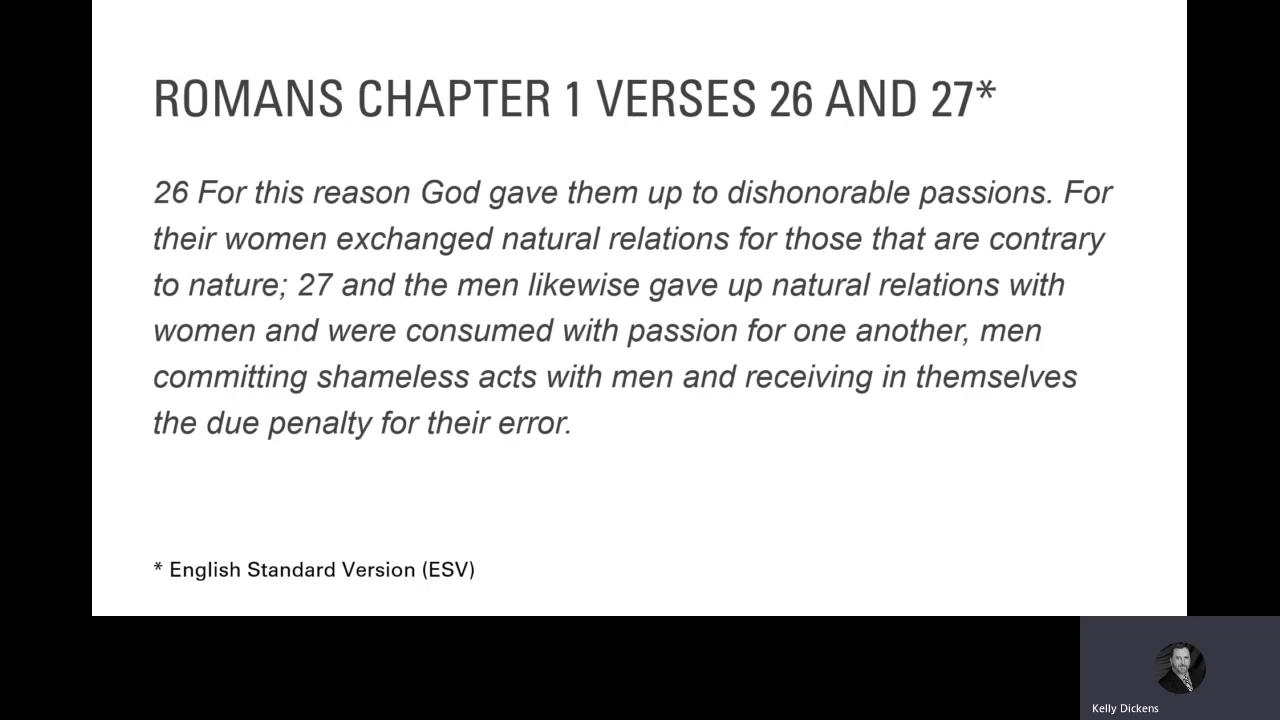 ROMANS CHAPTER 1 VERSES 26 AND 27*
26 For this reason God gave them up to dishonorable passions. For
their women exchanged natural relations for those that are contrary
to nature; 27 and the men likewise gave up natural relations with
women and were consumed with passion for one another, men
committing shameless acts with men and receiving in themselves
the due penalty for their error.
* English Standard Version (ESV)
Kelly Dickens